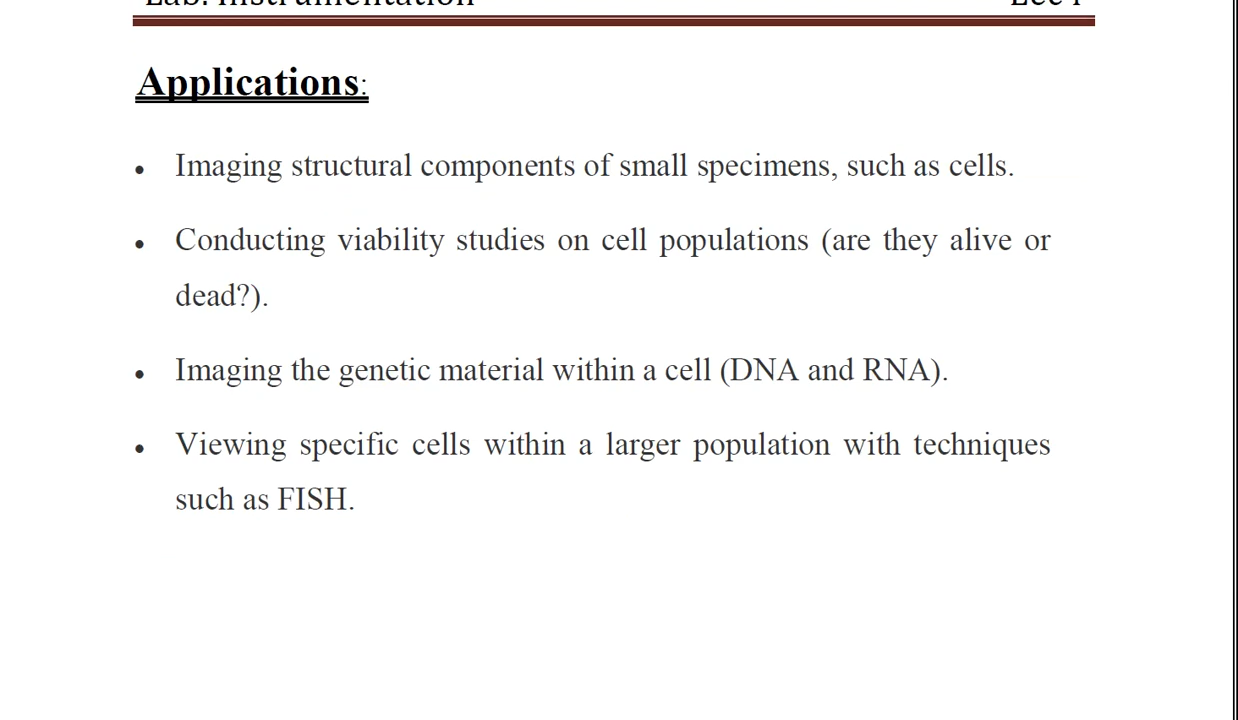 Lab. Instrumentation
Applications:
• Imaging structural components of small specimens, such as cells.
• Conducting viability studies on cell populations (are they alive or
dead?).
• Imaging the genetic material within a cell (DNA and RNA).
• Viewing specific cells within a larger population with techniques
such as FISH.